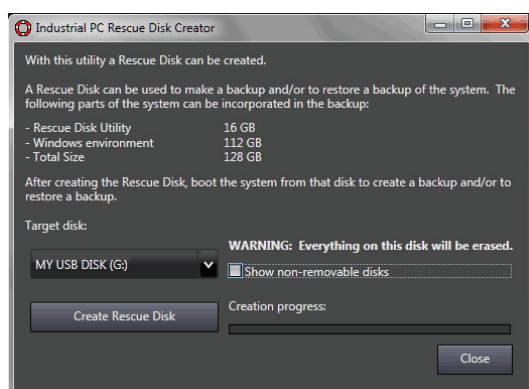 Industrial PC Rescue Disk Creator
With this utility a Rescue Disk can be created.
A Rescue Disk can be used to make a backup and/or to restore a backup of the system. The
following parts of the system can be incorporated in the backup:
- Rescue Disk Utility 16 GB
- Windows environment 112 GB
- Total Size 128 GB
After creating the Rescue Disk, boot the system from that disk to create a backup and/or to
restore a backup.
Target disk:
WARNING: Everything on this disk will be erased.
MY USB DISK (G:)
Show non-removable disks
Create Rescue Disk
Creation progress:
Close